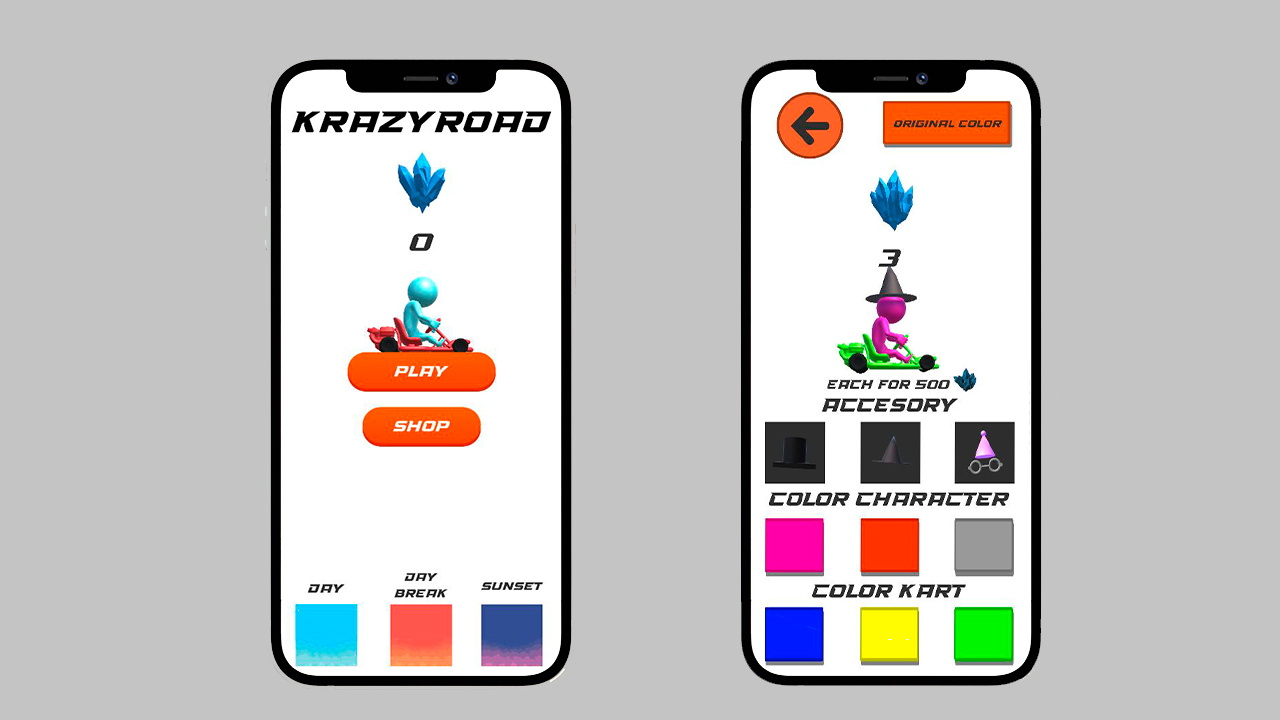 KRAZYROAD
0
PLAY
SHOP
DAY
DAY
BREAK
SUNSET
ORIGINAL COLOR
3
EACH FOR 500
ACCESORY
COLOR CHARACTER
COLOR KART